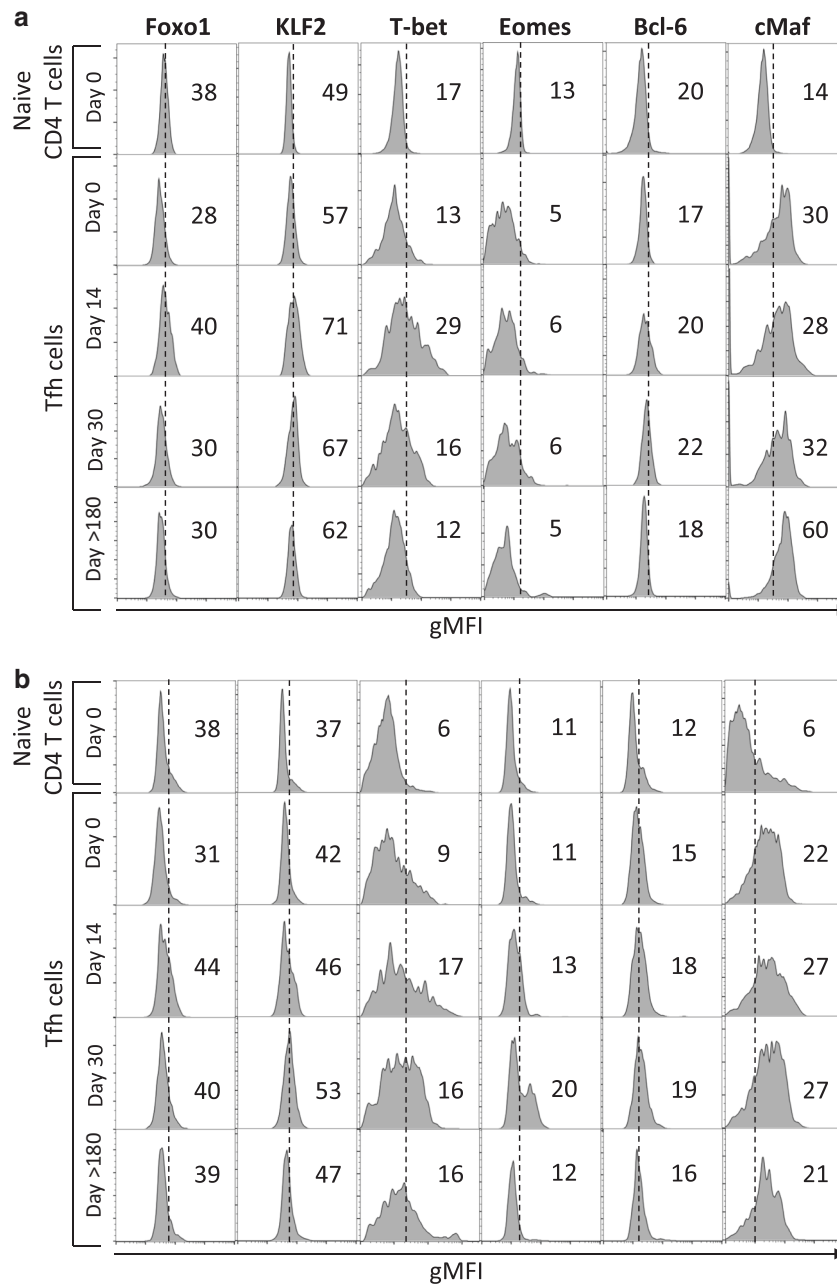 a
Foxo1 KLF2 T-bet Eomes Bcl-6 cMaf
Naive
CD4 T cells
Day 0
38 49 17 13 20 14
Tfh cells
Day 0
28 57 13 5 17 30
Day 14
40 71 29 6 20 28
Day 30
30 67 16 6 22 32
Day >180
30 62 12 5 18 60
gMFI
b
Naive
CD4 T cells
Day 0
38 37 6 11 12 6
Tfh cells
Day 0
31 42 9 11 15 22
Day 14
44 46 17 13 18 27
Day 30
40 53 16 20 19 27
Day >180
39 47 16 12 16 21
gMFI